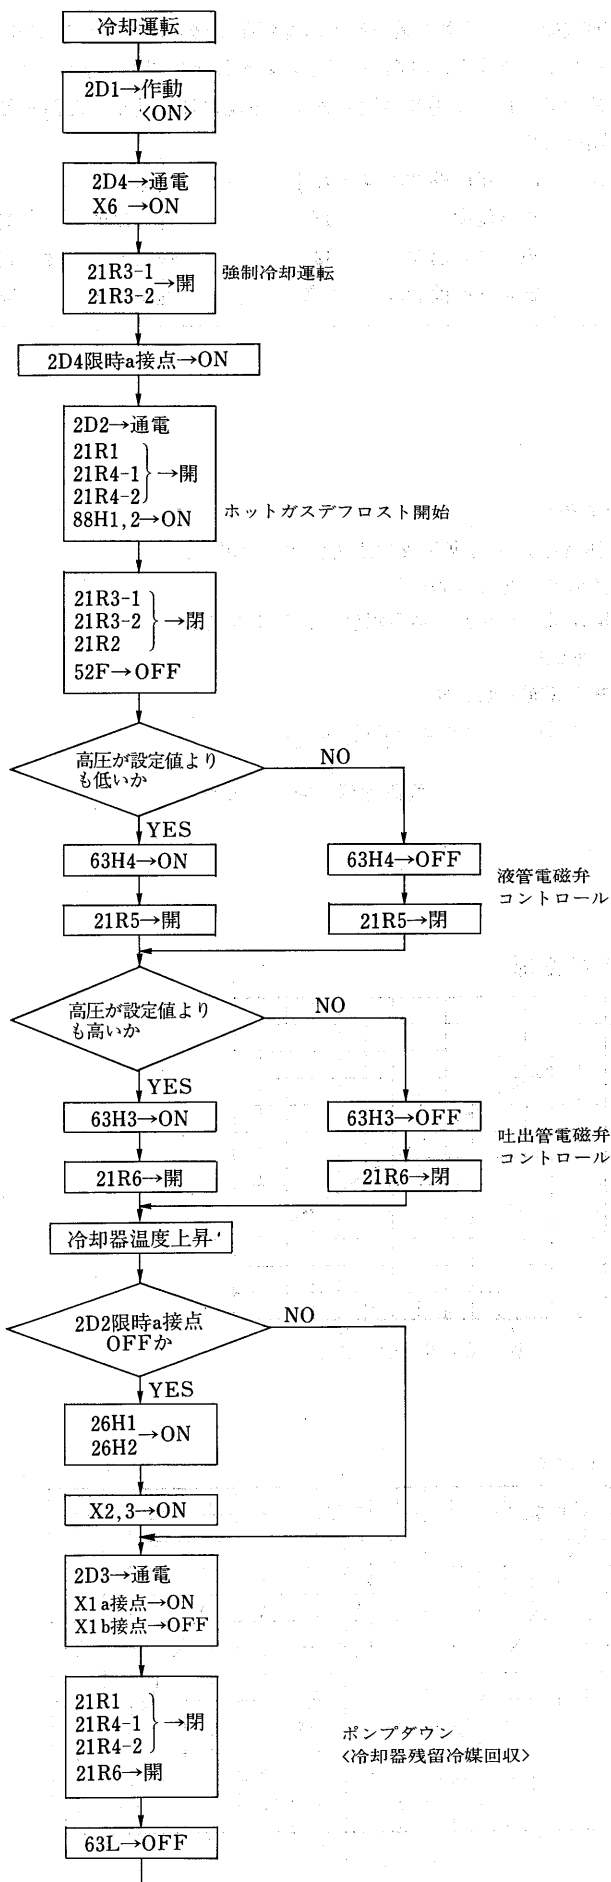 冷却運転
2D1→作動
<ON>
2D4→通電
X6 →ON
21R3-1
21R3-2
→開
強制冷却運転
2D4限時a接点→ON
2D2→通電
21R1
21R4-1
21R4-2
→開
88H1,2→ON
ホットガスデフロスト開始
21R3-1
21R3-2
21R2
→閉
52F→OFF
高圧が設定値より
も低いか
NO
YES
63H4→ON
63H4→OFF
21R5→開
21R5→閉
液管電磁弁
コントロール
高圧が設定値より
も高いか
NO
YES
63H3→ON
63H3→OFF
21R6→開
21R6→閉
吐出管電磁弁
コントロール
冷却器温度上昇
2D2限時a接点
OFFか
NO
YES
26H1
26H2
→ON
X2,3→ON
2D3→通電
X1a接点→ON
X1b接点→OFF
21R1
21R4-1
21R4-2
→閉
21R6→開
ポンプダウン
<冷却器残留冷媒回収>
63L→OFF